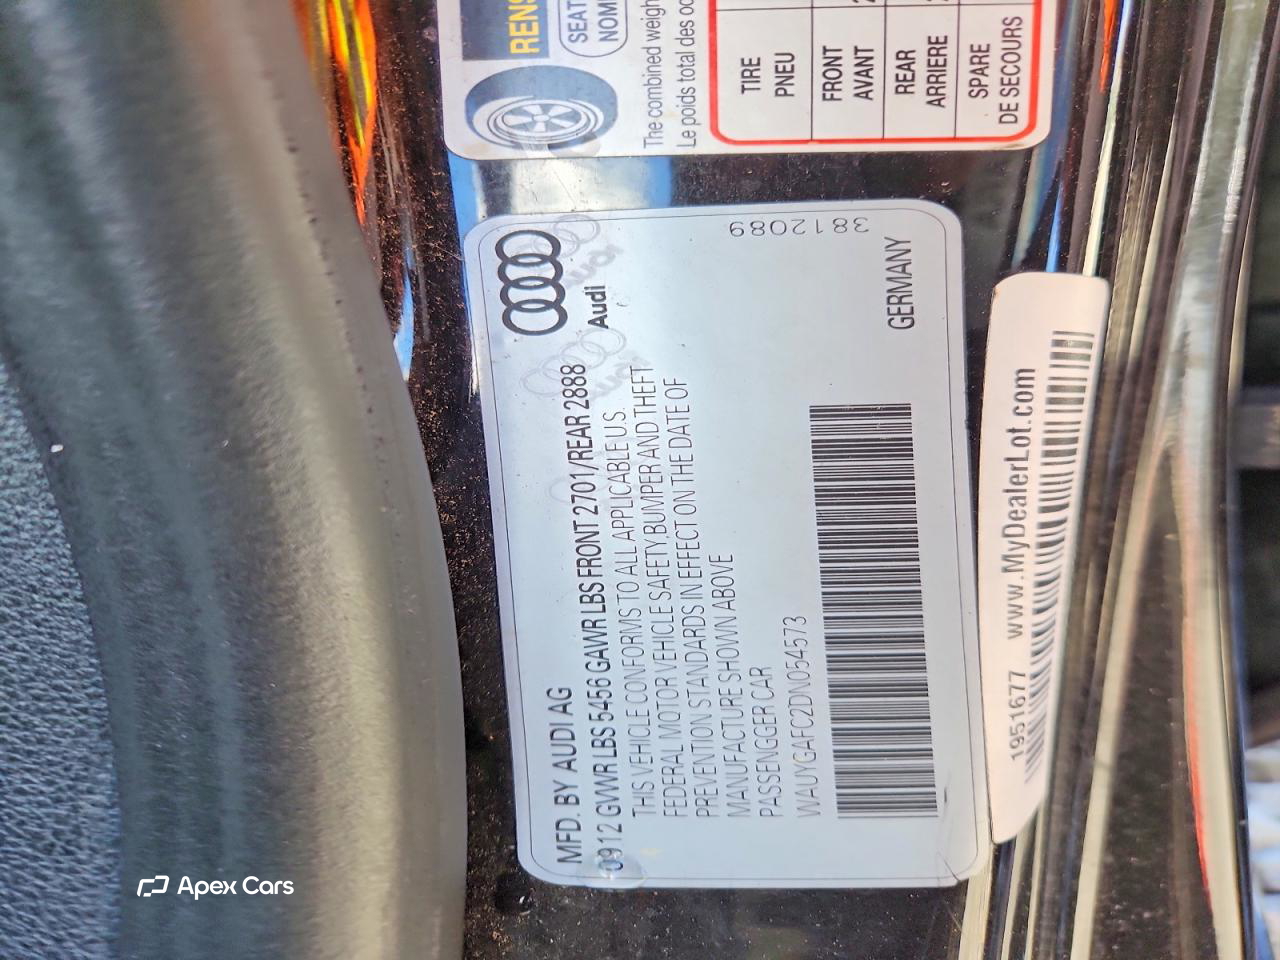 MFD. BY AUDI AG
0912 GVWR LBS 5456 GAWR LBS FRONT 2701/REAR 2888
THIS VEHICLE CONFORMS TO ALL APPLICABLE U.S.
FEDERAL MOTOR VEHICLE SAFETY, BUMPER AND THEFT
PREVENTION STANDARDS IN EFFECT ON THE DATE OF
MANUFACTURE SHOWN ABOVE
PASSENGGER CAR
WAUYGAFC2DN054573
Audi
GERMANY
3812089
1951677 www.MyDealerLot.com
RENS
SEAT
NOM
The combined weigh
Le poids total des oc
TIRE
PNEU
FRONT
AVANT
REAR
ARRIERE
SPARE
DE SECOURS
Apex Cars